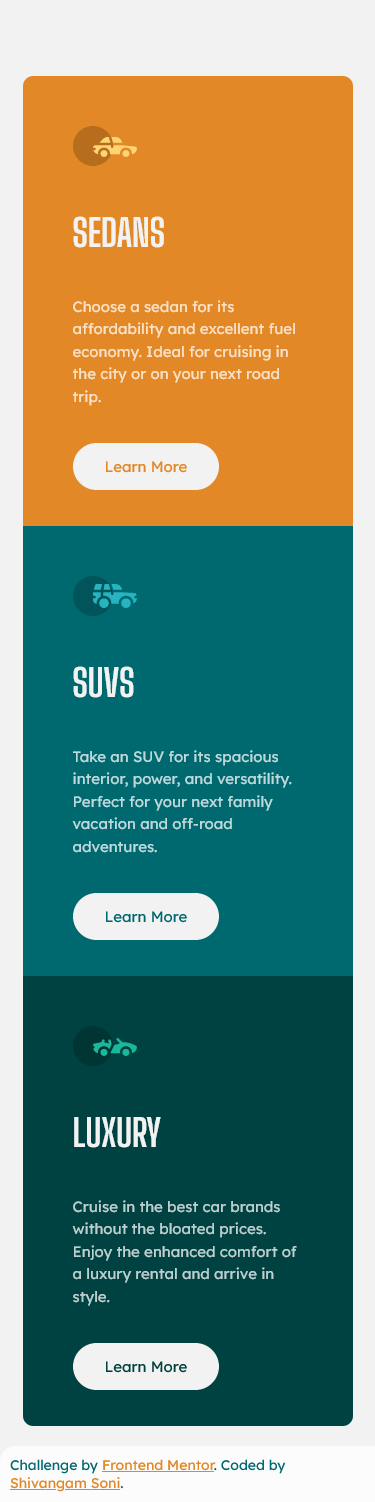 SEDANS
Choose a sedan for its
affordability and excellent fuel
economy. Ideal for cruising in
the city or on your next road
trip.
Learn More
SUVS
Take an SUV for its spacious
interior, power, and versatility.
Perfect for your next family
vacation and off-road
adventures.
Learn More
LUXURY
Cruise in the best car brands
without the bloated prices.
Enjoy the enhanced comfort of
a luxury rental and arrive in
style.
Learn More
Challenge by Frontend Mentor. Coded by
Shivangam Soni.